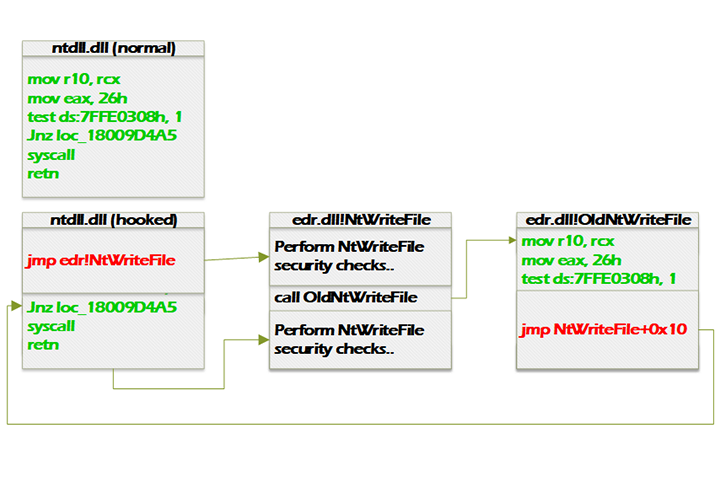 ntdll.dll (normal)
mov r10, rcx
mov eax, 26h
test ds:7FFE0308h, 1
Jnz loc_18009D4A5
syscall
retn
ntdll.dll (hooked)
jmp edr!NtWriteFile
Jnz loc_18009D4A5
syscall
retn
edr.dll!NtWriteFile
Perform NtWriteFile
security checks..
call OldNtWriteFile
Perform NtWriteFile
security checks..
edr.dll!OldNtWriteFile
mov r10, rcx
mov eax, 26h
test ds:7FFE0308h, 1
jmp NtWriteFile+0x10